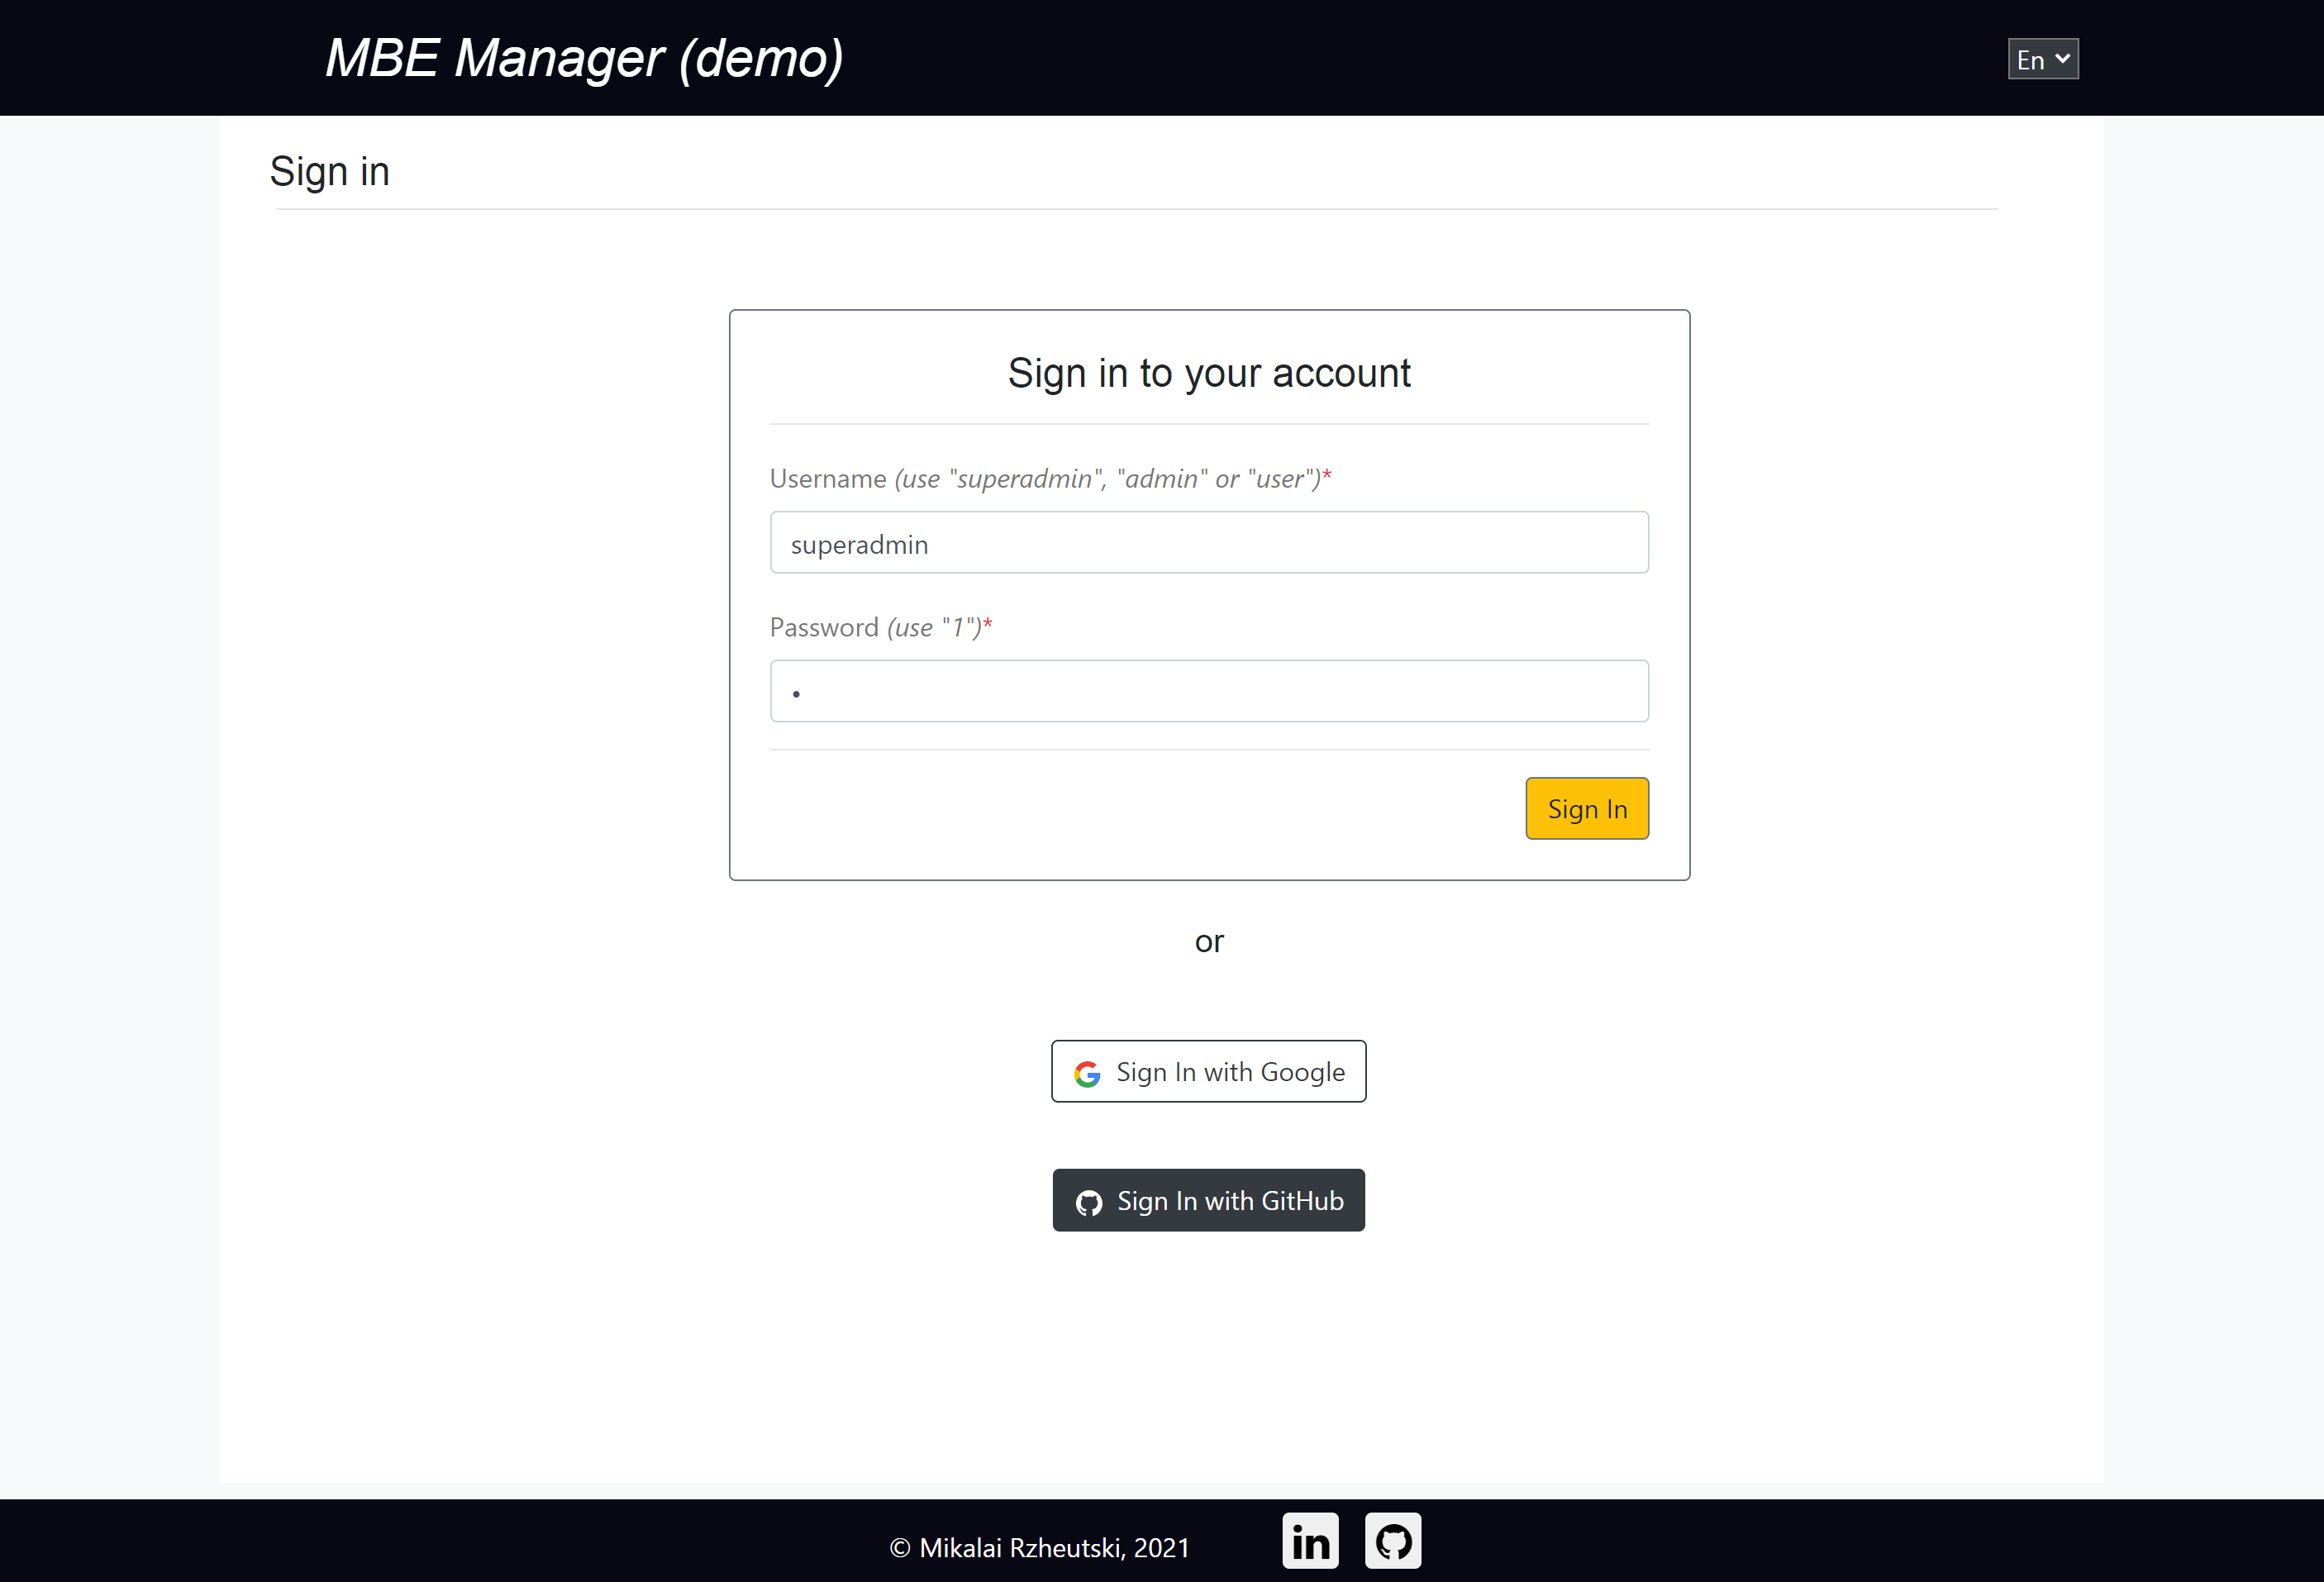 MBE Manager (demo)
En
Sign in
Sign in to your account
Username (use "superadmin", "admin" or "user")*
superadmin
Password (use "1")*
•
Sign In
or
Sign In with Google
Sign In with GitHub
© Mikalai Rzheutski, 2021
in